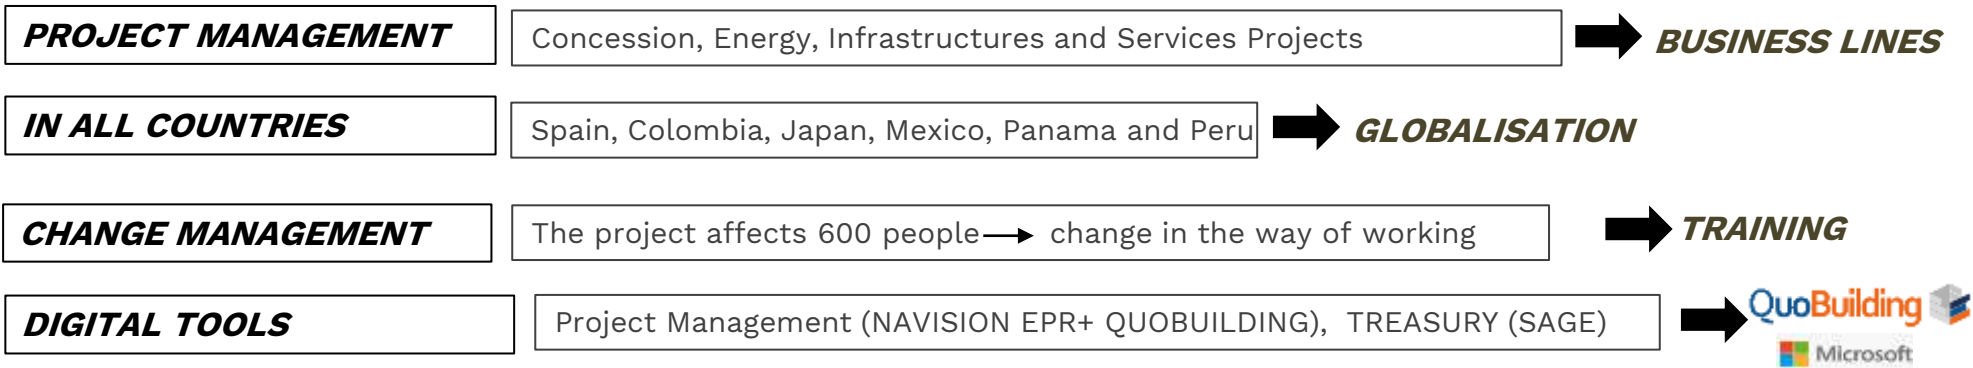 PROJECT MANAGEMENT
Concession, Energy, Infrastructures and Services Projects
BUSINESS LINES
IN ALL COUNTRIES
Spain, Colombia, Japan, Mexico, Panama and Peru
GLOBALISATION
CHANGE MANAGEMENT
The project affects 600 people → change in the way of working
TRAINING
DIGITAL TOOLS
Project Management (NAVISION EPR+ QUOBUILDING), TREASURY (SAGE)
QuoBuilding
Microsoft